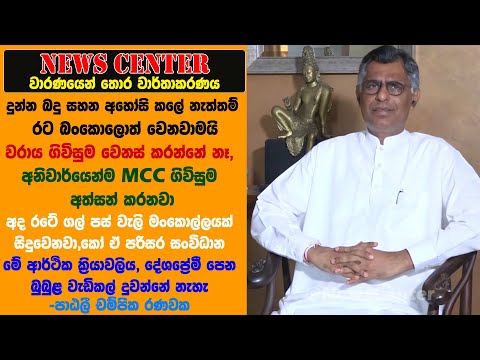 NEWS CENTER
වාරණයෙන් තොර වාර්තාකරණය
දුන්න බදු සහන අහෝසි කලේ නැත්තම්
රට බංකොලොත් වෙනවාමයි
වරාය ගිවිසුම වෙනස් කරන්නේ නෑ,
අනිවාර්යෙන්ම MCC ගිවිසුම
අත්සන් කරනවා
අද රටේ ගල් පස් වැලි මංකොල්ලයක්
සිදුවෙනවා,කෝ ඒ පරිසර සංවිධාන
මේ ආර්ථික ක්‍රියාවලිය, දේශප්‍රේමී පෙන
බුබුළ වැඩිකල් දුවන්නේ නැහැ
-පාඨලී චම්පික රණවක